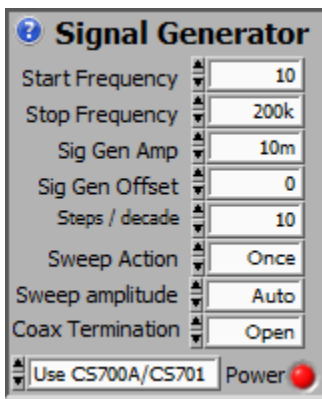 ? Signal Generator
Start Frequency 10
Stop Frequency 200k
Sig Gen Amp 10m
Sig Gen Offset 0
Steps / decade 10
Sweep Action Once
Sweep amplitude Auto
Coax Termination Open
Use CS700A/CS701 Power